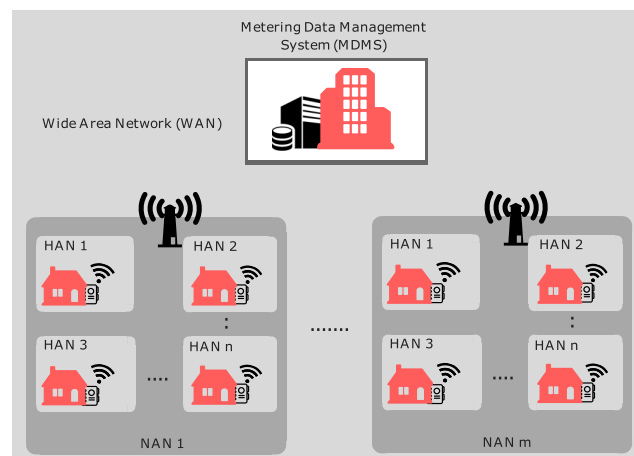 Metering Data Management
System (MDMS)
Wide Area Network (WAN)
HAN 1
HAN 2
HAN 3
HAN n
NAN 1
HAN 1
HAN 2
HAN 3
HAN n
NAN m